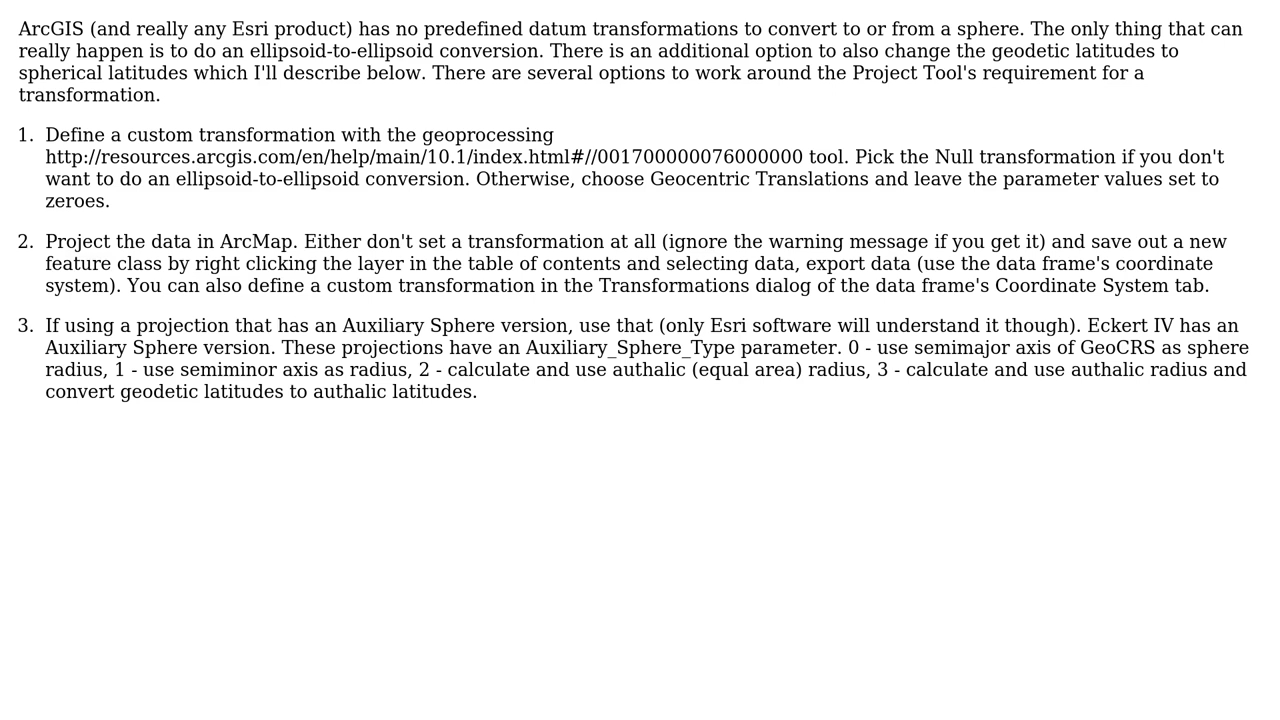 ArcGIS (and really any Esri product) has no predefined datum transformations to convert to or from a sphere. The only thing that can
really happen is to do an ellipsoid-to-ellipsoid conversion. There is an additional option to also change the geodetic latitudes to
spherical latitudes which I'll describe below. There are several options to work around the Project Tool's requirement for a
transformation.
1. Define a custom transformation with the geoprocessing
http://resources.arcgis.com/en/help/main/10.1/index.html#//001700000076000000 tool. Pick the Null transformation if you don't
want to do an ellipsoid-to-ellipsoid conversion. Otherwise, choose Geocentric Translations and leave the parameter values set to
zeroes.
2. Project the data in ArcMap. Either don't set a transformation at all (ignore the warning message if you get it) and save out a new
feature class by right clicking the layer in the table of contents and selecting data, export data (use the data frame's coordinate
system). You can also define a custom transformation in the Transformations dialog of the data frame's Coordinate System tab.
3. If using a projection that has an Auxiliary Sphere version, use that (only Esri software will understand it though). Eckert IV has an
Auxiliary Sphere version. These projections have an Auxiliary_Sphere_Type parameter. 0 - use semimajor axis of GeoCRS as sphere
radius, 1 - use semiminor axis as radius, 2 - calculate and use authalic (equal area) radius, 3 - calculate and use authalic radius and
convert geodetic latitudes to authalic latitudes.